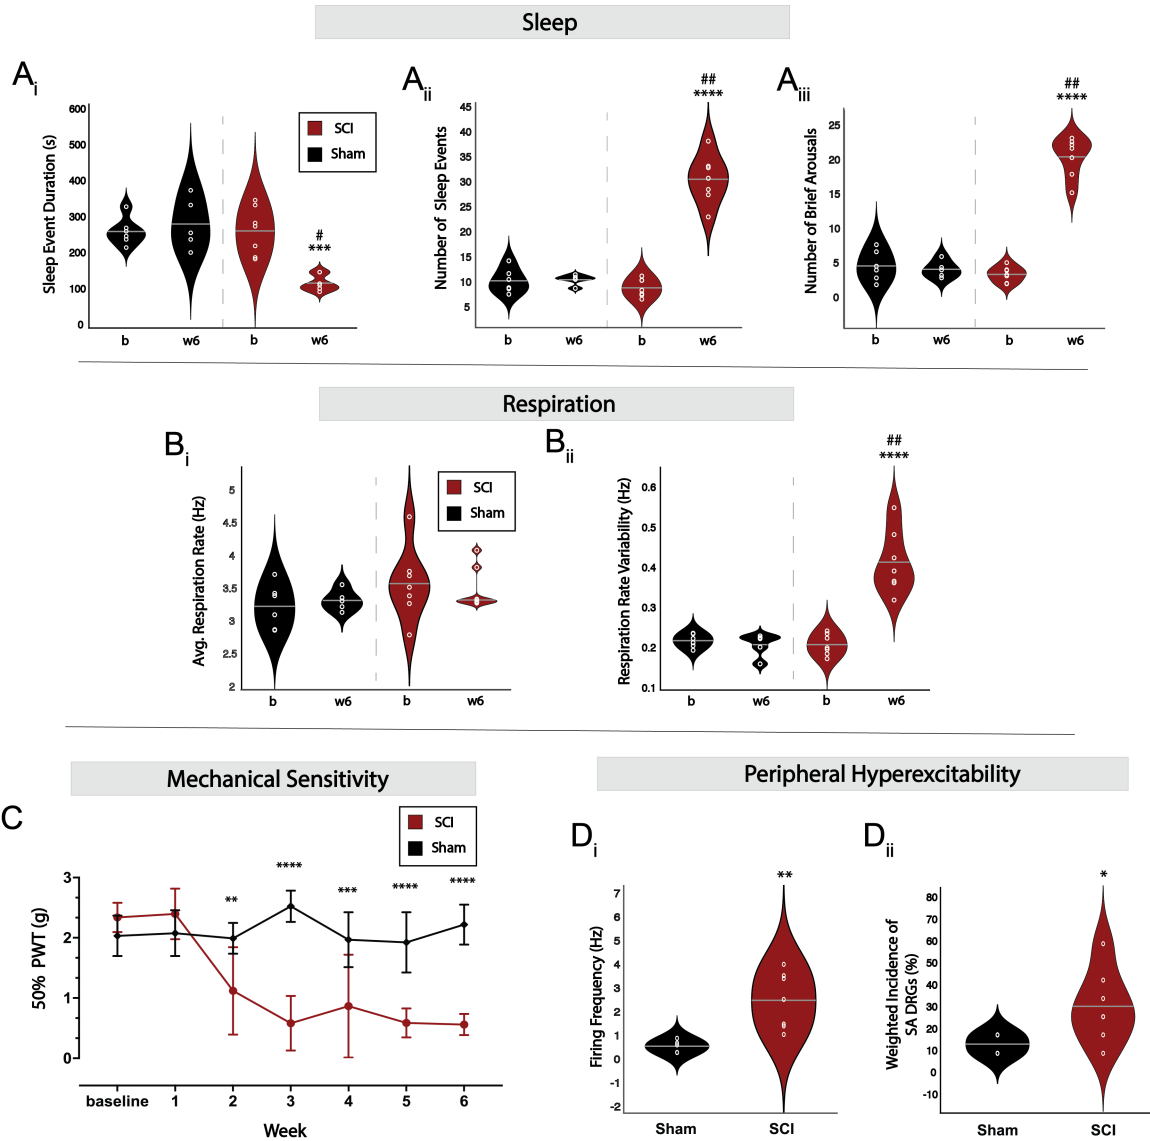 Sleep
A i
Sleep Event Duration (s)
600
500
400
300
200
100
0
SCI
Sham
#
***
b w6 b w6
A ii
Number of Sleep Events
45
40
35
30
25
20
15
10
5
##
****
b w6 b w6
A iii
Number of Brief Arousals
25
20
15
10
5
0
##
****
b w6 b w6
Respiration
B i
Avg. Respiration Rate (Hz)
5
4.5
4
3.5
3
2.5
2
SCI
Sham
b w6 b w6
B ii
Respiration Rate Variability (Hz)
0.6
0.5
0.4
0.3
0.2
0.1
##
****
b w6 b w6
Mechanical Sensitivity
C
SCI
Sham
50% PWT (g)
3
2
1
0
** **** *** **** ****
baseline 1 2 3 4 5 6
Week
Peripheral Hyperexcitability
D i
Firing Frequency (Hz)
7
6
5
4
3
2
1
0
-1
-2
**
Sham SCI
D ii
Weighted Incidence of
SA DRGs (%)
80
70
60
50
40
30
20
10
0
-10
*
Sham SCI